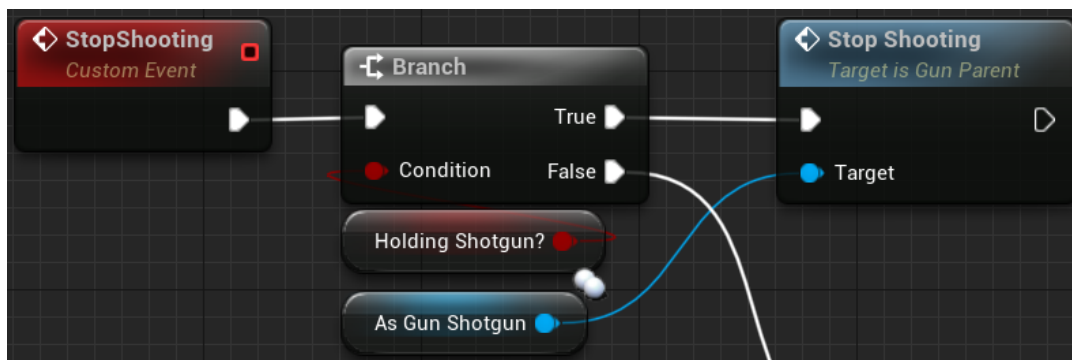 StopShooting
Custom Event
Branch
True
Condition
False
Holding Shotgun?
As Gun Shotgun
Stop Shooting
Target is Gun Parent
Target